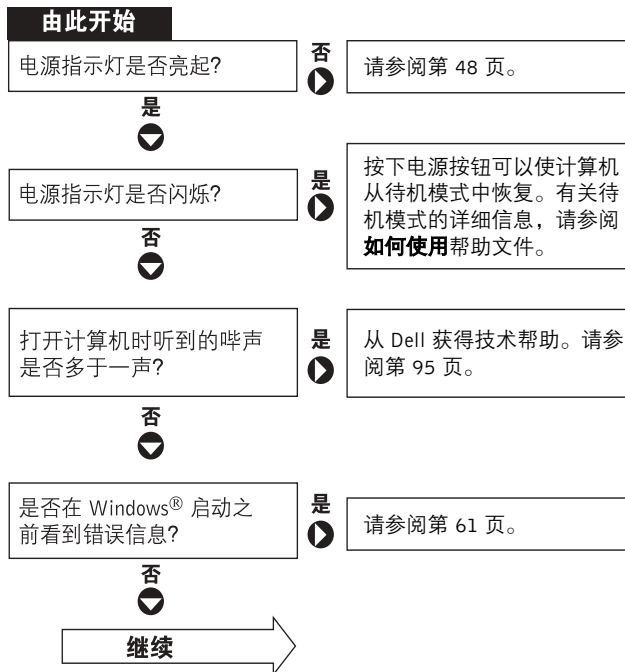 由此开始
电源指示灯是否亮起?
否
请参阅第 48 页。
是
电源指示灯是否闪烁?
是
按下电源按钮可以使计算机
从待机模式中恢复。有关待
机模式的详细信息，请参阅
如何使用帮助文件。
否
打开计算机时听到的哔声
是否多于一声?
是
从 Dell 获得技术帮助。请参
阅第 95 页。
否
是否在 Windows® 启动之
前看到错误信息?
是
请参阅第 61 页。
否
继续